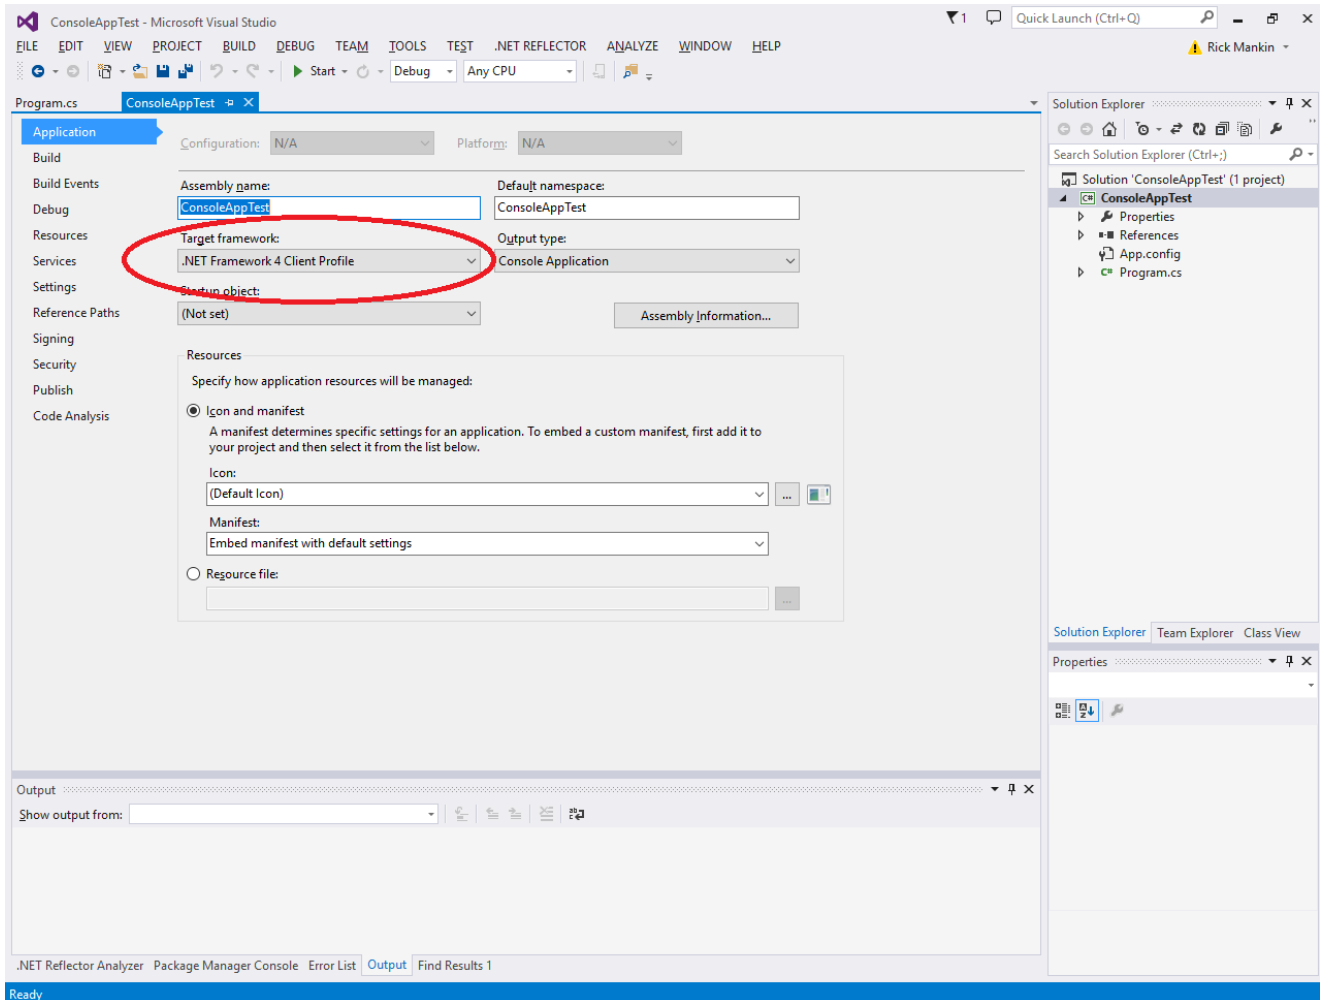 ConsoleAppTest - Microsoft Visual Studio
1
Quick Launch (Ctrl+Q)
FILE EDIT VIEW PROJECT BUILD DEBUG TEAM TOOLS TEST .NET REFLECTOR ANALYZE WINDOW HELP
Rick Mankin
Start Debug Any CPU
Program.cs ConsoleAppTest
Application
Build
Build Events
Debug
Resources
Services
Settings
Reference Paths
Signing
Security
Publish
Code Analysis
Configuration: N/A Platform: N/A
Assembly name: Default namespace:
ConsoleAppTest ConsoleAppTest
Target framework: Output type:
.NET Framework 4 Client Profile Console Application
Startup object:
(Not set) Assembly Information...
Resources
Specify how application resources will be managed:
Icon and manifest
A manifest determines specific settings for an application. To embed a custom manifest, first add it to
your project and then select it from the list below.
Icon:
(Default Icon) ...
Manifest:
Embed manifest with default settings
Resource file:
...
Solution Explorer
Search Solution Explorer (Ctrl+;)
Solution 'ConsoleAppTest' (1 project)
C# ConsoleAppTest
Properties
References
App.config
C# Program.cs
Solution Explorer Team Explorer Class View
Properties
Output
Show output from:
.NET Reflector Analyzer Package Manager Console Error List Output Find Results 1
Ready